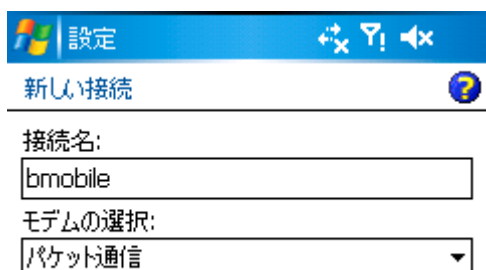 設定
新しい接続
接続名:
bmobile
モデムの選択:
パケット通信